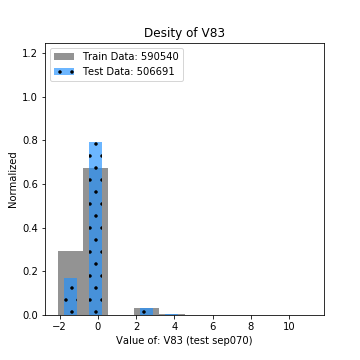 Desity of V83
Train Data: 590540
Test Data: 506691
Normalized
1.2
1.0
0.8
0.6
0.4
0.2
0.0
−2 0 2 4 6 8 10
Value of: V83 (test sep070)